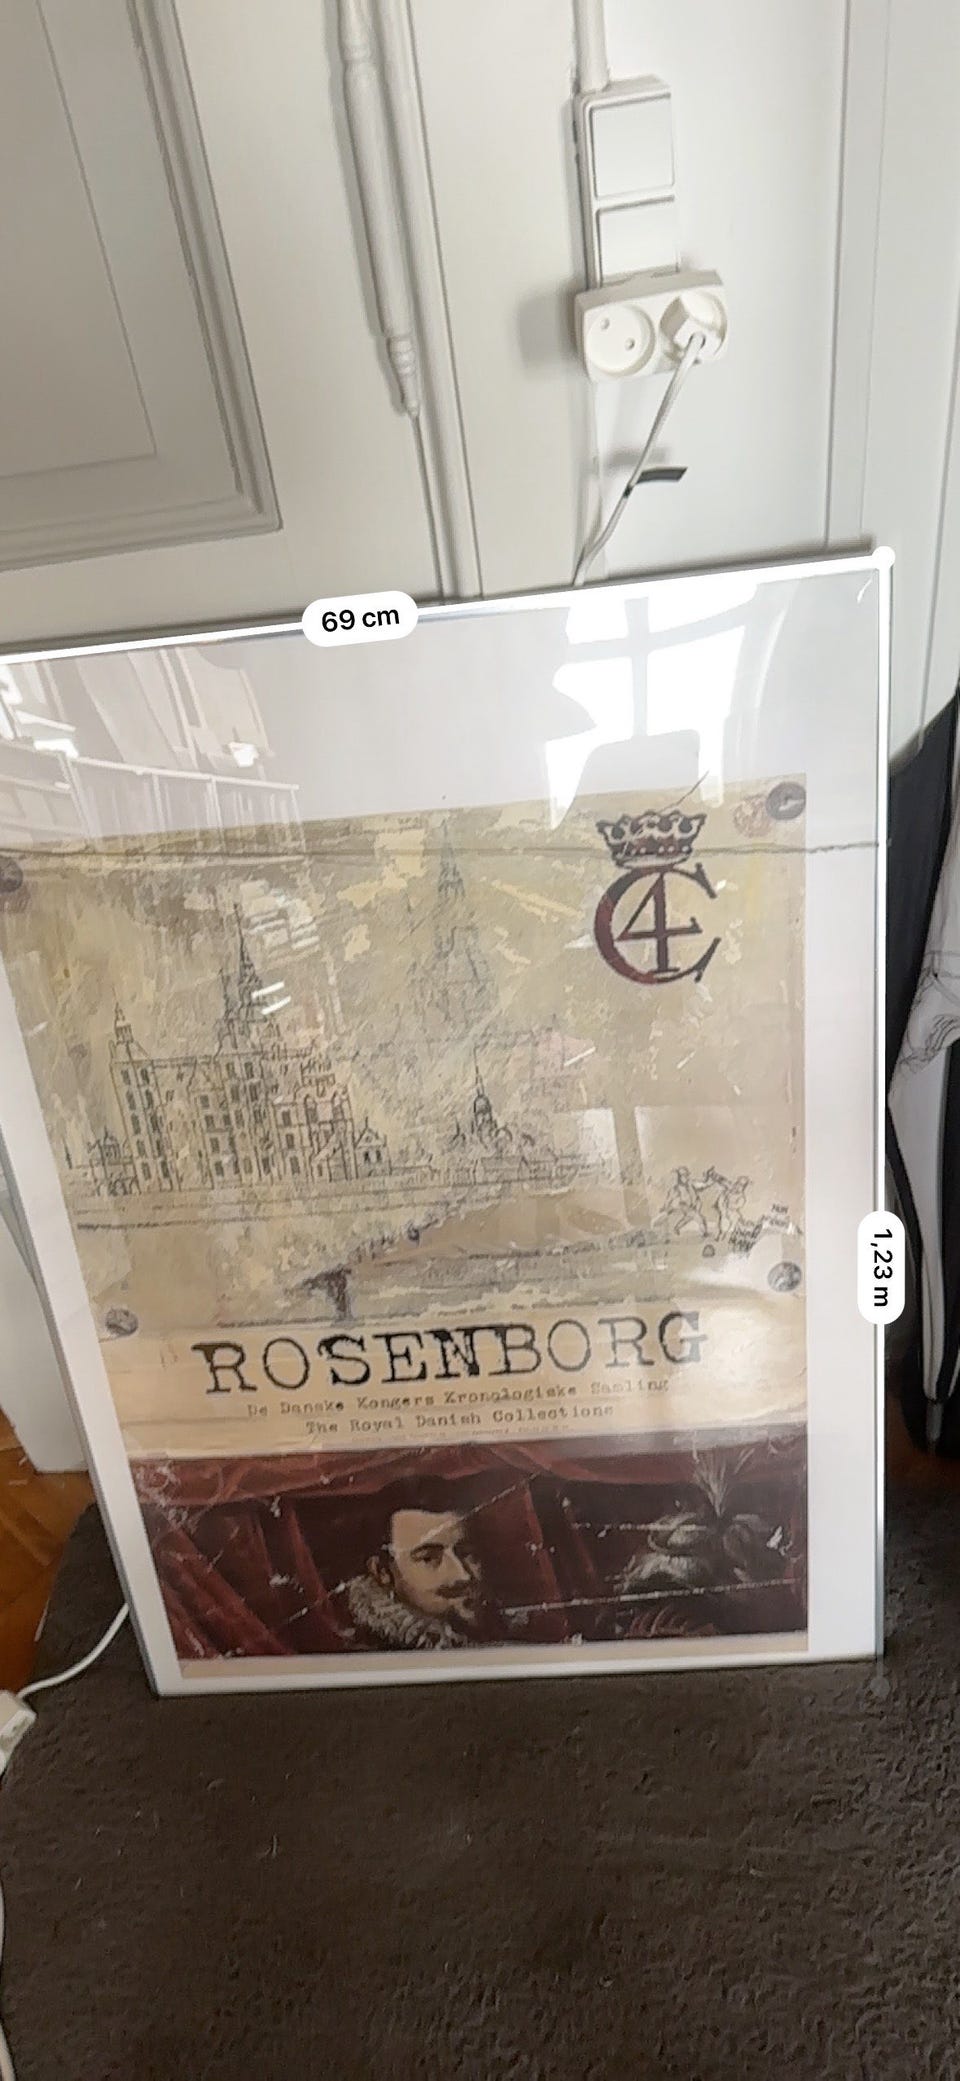 69 cm
C4
1,23 m
ROSENBORG
De Danske Kongers Kronologiske Samling
The Royal Danish Collections